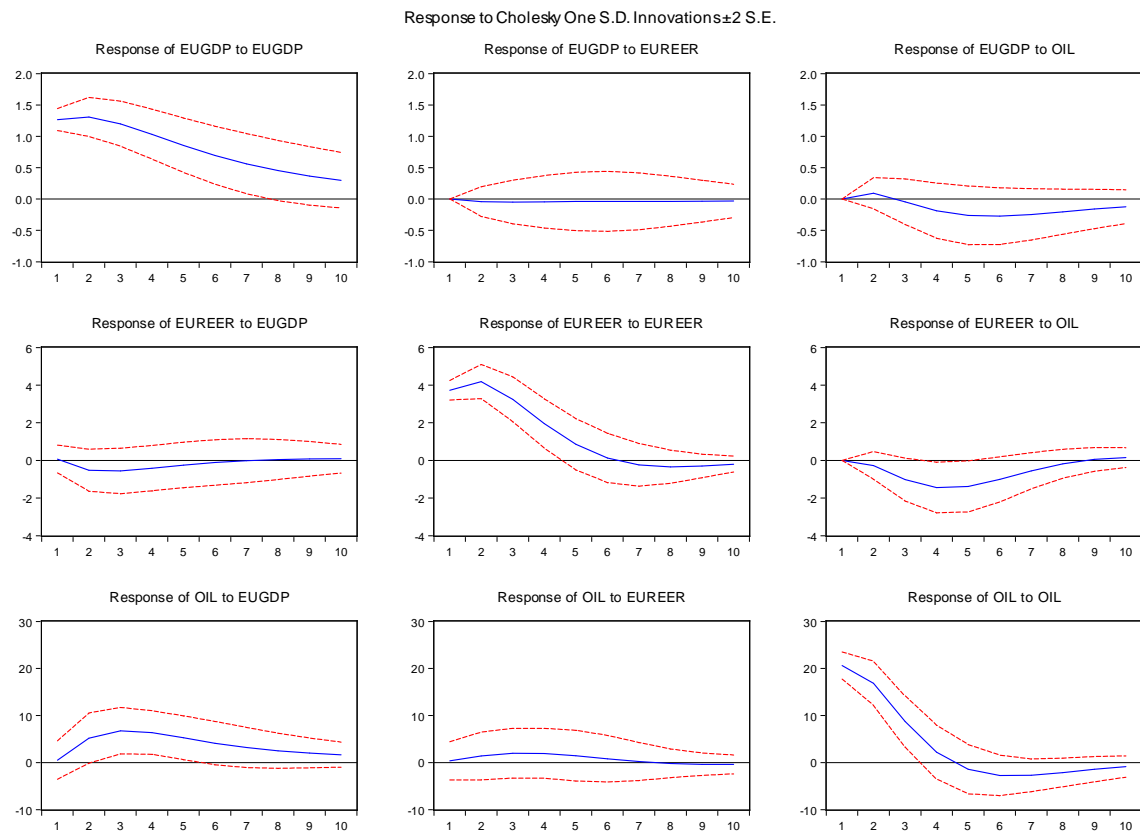 Response to Cholesky One S.D. Innovations ±2 S.E.
Response of EUGDP to EUGDP
2.0
1.5
1.0
0.5
0.0
-0.5
-1.0
1 2 3 4 5 6 7 8 9 10
Response of EUGDP to EUREER
2.0
1.5
1.0
0.5
0.0
-0.5
-1.0
1 2 3 4 5 6 7 8 9 10
Response of EUGDP to OIL
2.0
1.5
1.0
0.5
0.0
-0.5
-1.0
1 2 3 4 5 6 7 8 9 10
Response of EUREER to EUGDP
6
4
2
0
-2
-4
1 2 3 4 5 6 7 8 9 10
Response of EUREER to EUREER
6
4
2
0
-2
-4
1 2 3 4 5 6 7 8 9 10
Response of EUREER to OIL
6
4
2
0
-2
-4
1 2 3 4 5 6 7 8 9 10
Response of OIL to EUGDP
30
20
10
0
-10
1 2 3 4 5 6 7 8 9 10
Response of OIL to EUREER
30
20
10
0
-10
1 2 3 4 5 6 7 8 9 10
Response of OIL to OIL
30
20
10
0
-10
1 2 3 4 5 6 7 8 9 10